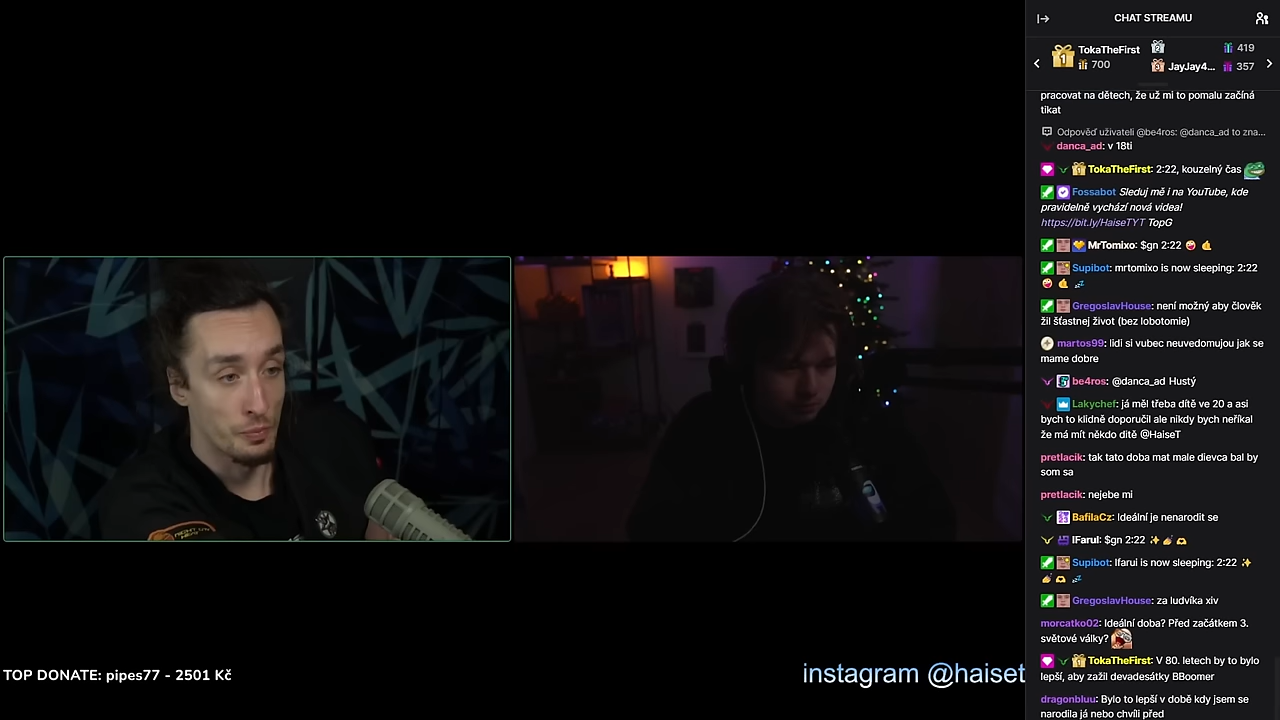 CHAT STREAMU
TokaTheFirst
700
419
JayJay4...
357
pracovat na dětech, že už mi to pomalu začíná
tikat
Odpověď uživateli @be4ros: @danca_ad to zna...
danca_ad: v 18ti
TokaTheFirst: 2:22, kouzelný čas
Fossabot Sleduj mě i na YouTube, kde
pravidelně vychází nová videa!
https://bit.ly/HaiseTYT TopG
MrTomixo: $gn 2:22
Supibot: mrtomixo is now sleeping: 2:22
GregoslavHouse: není možný aby člověk
žil šťastnej život (bez lobotomie)
martos99: lidi si vubec neuvedomujou jak se
mame dobre
be4ros: @danca_ad Hustý
Lakychef: já měl třeba dítě ve 20 a asi
bych to klidně doporučil ale nikdy bych neříkal
že má mít někdo ditě @HaiseT
pretlacik: tak tato doba mat male dievca bal by
som sa
pretlacik: nejebe mi
BafilaCz: Ideální je nenarodit se
IFaruI: $gn 2:22
Supibot: lfarui is now sleeping: 2:22
GregoslavHouse: za ludvíka xiv
morcatko02: Ideální doba? Před začátkem 3.
světové války?
TokaTheFirst: V 80. letech by to bylo
lepší, aby zažil devadesátky BBoomer
dragonbluu: Bylo to lepší v době kdy jsem se
narodila já nebo chvíli před
TOP DONATE: pipes77 - 2501 Kč
instagram @haiset